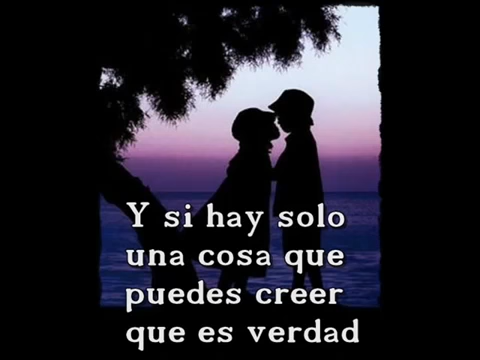 Y si hay solo
una cosa que
puedes creer
que es verdad